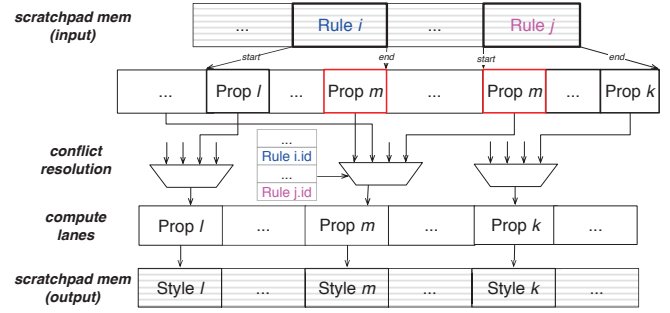 scratchpad mem
(input)
... Rule i ... Rule j
start end start end
... Prop l ... Prop m ... Prop m ... Prop k
conflict
resolution
...
Rule i.id
...
Rule j.id
compute
lanes
Prop l ... Prop m ... Prop k ...
scratchpad mem
(output)
Style l ... Style m ... Style k ...